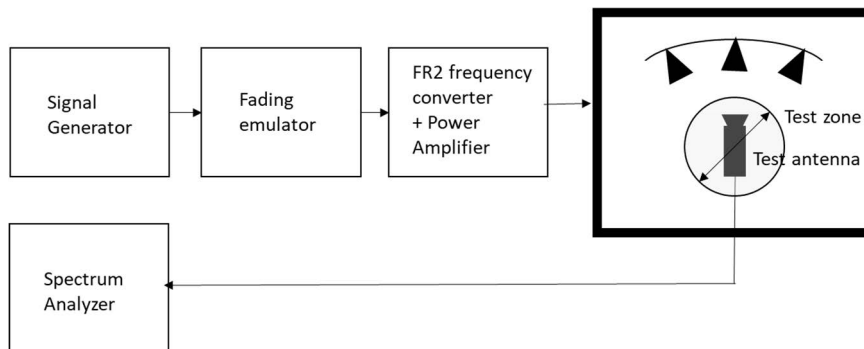 Signal
Generator
Fading
emulator
FR2 frequency
converter
+ Power
Amplifier
Test zone
Test antenna
Spectrum
Analyzer